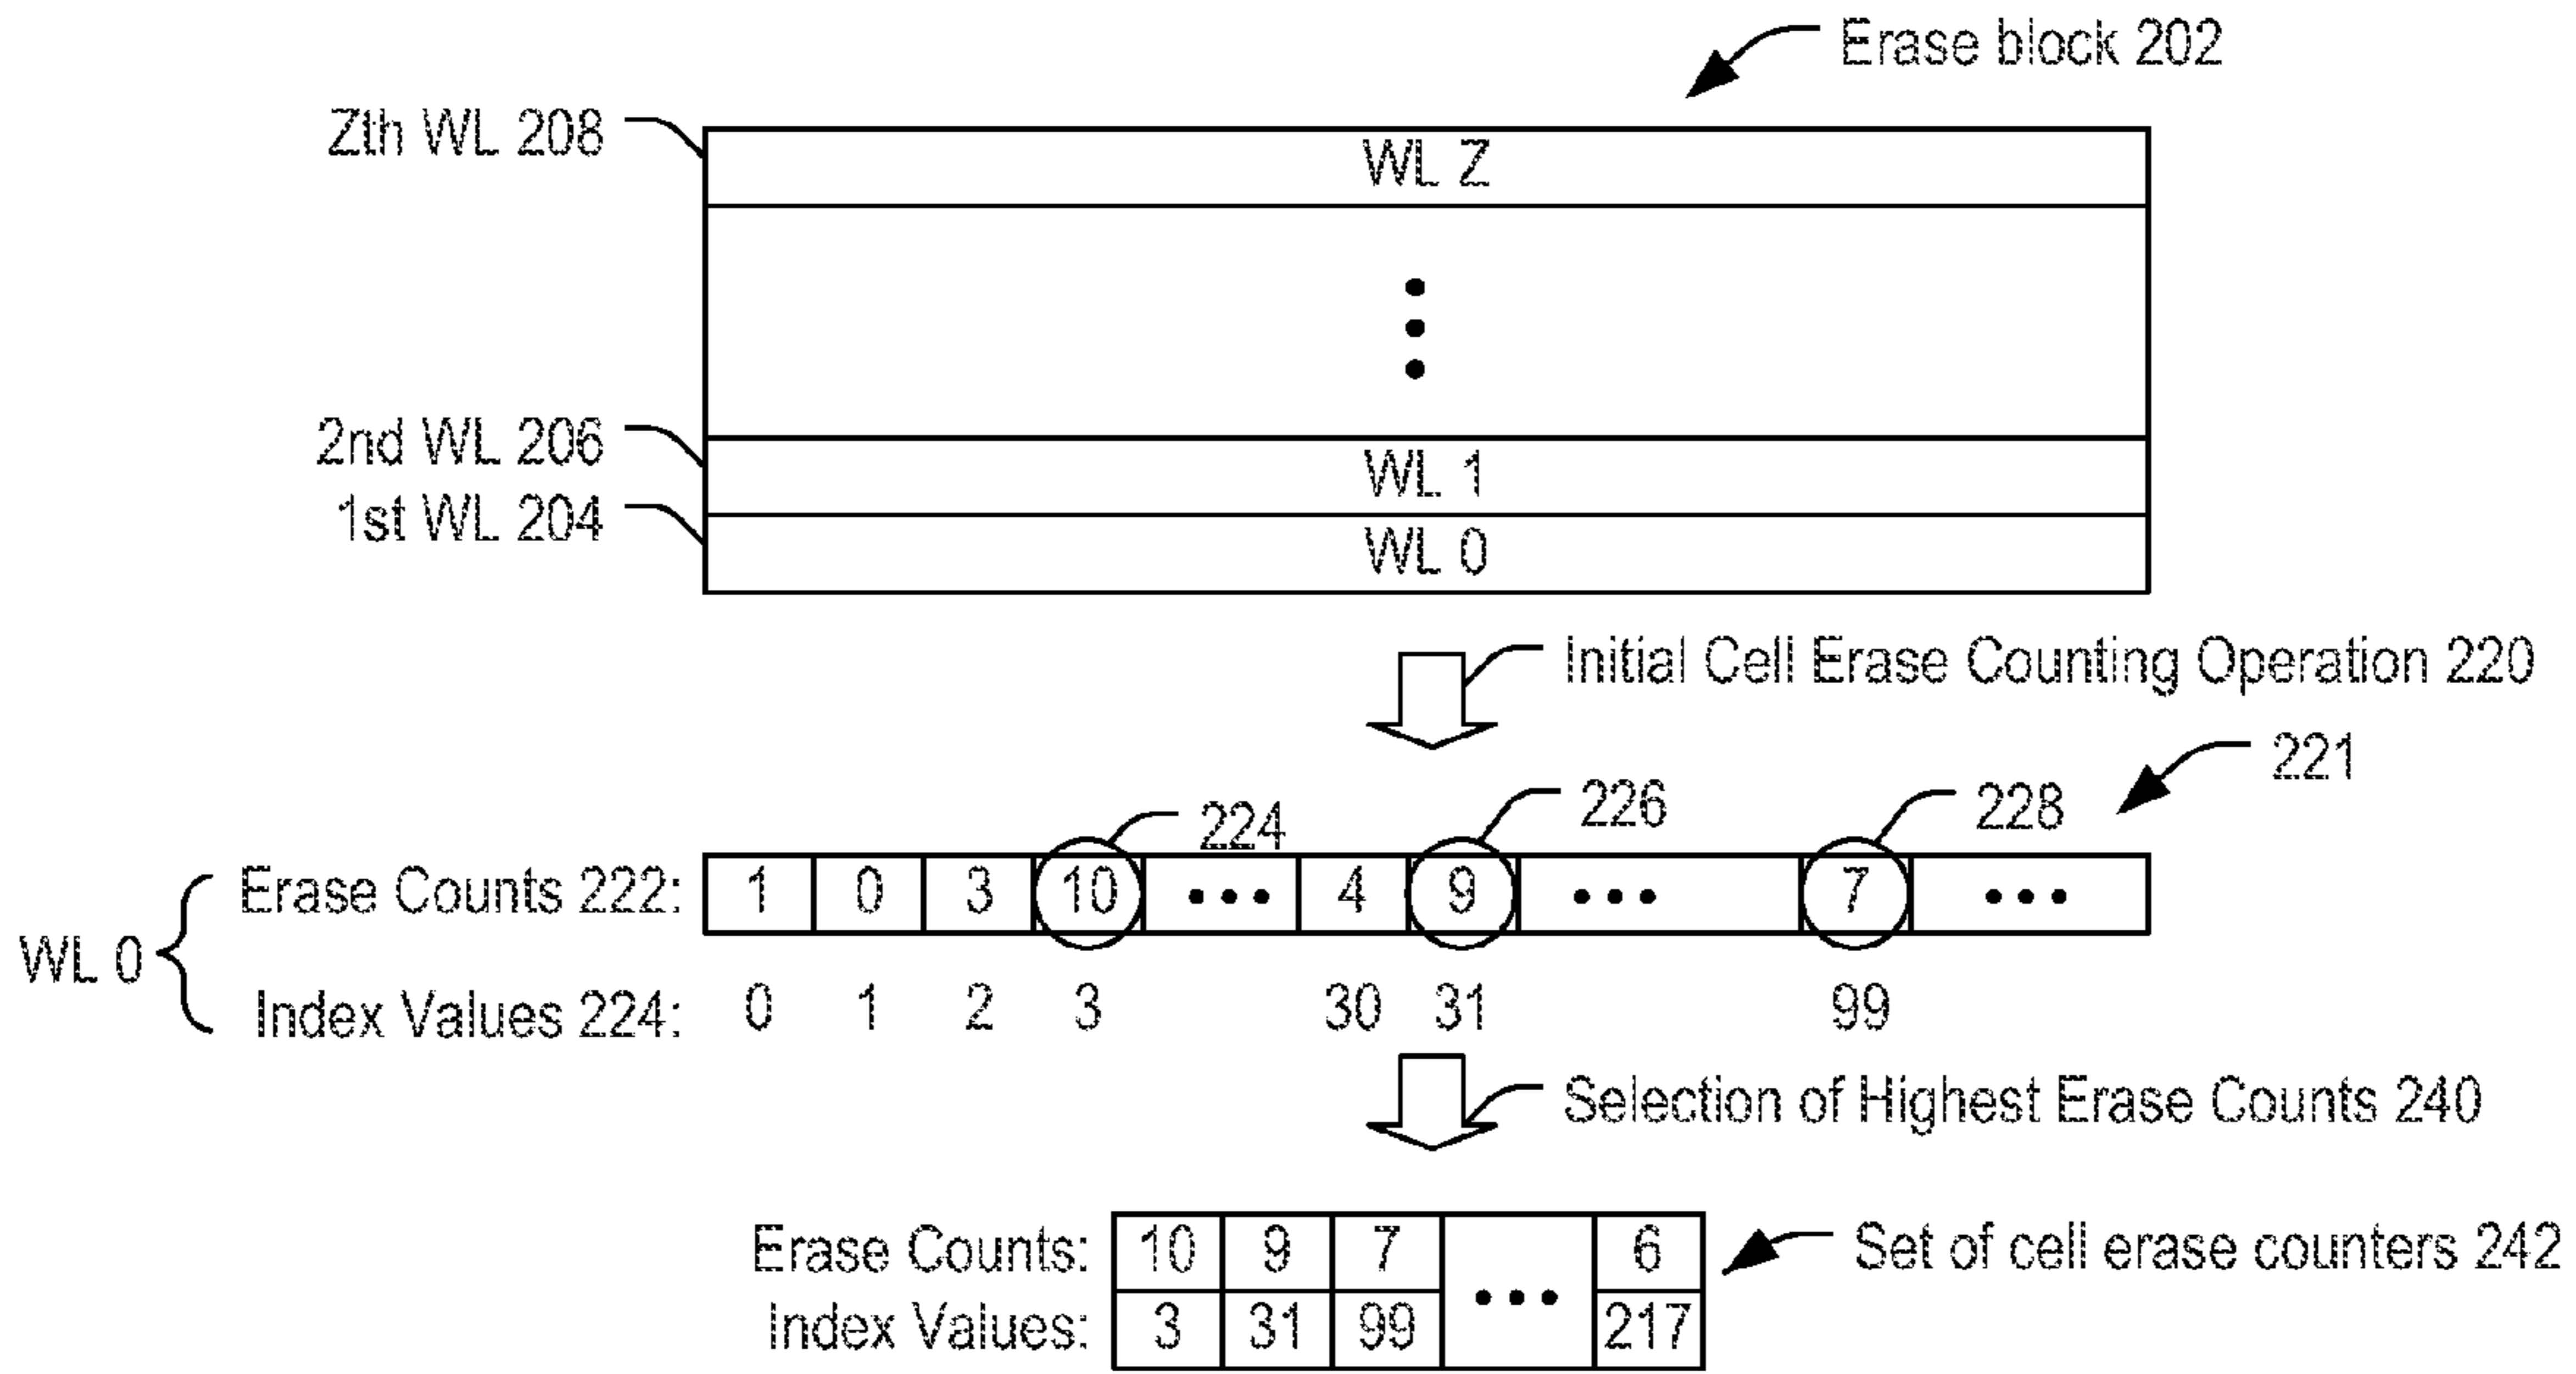 Erase block 202
Zth WL 208
WL Z
2nd WL 206
WL 1
1st WL 204
WL 0
Initial Cell Erase Counting Operation 220
221
224 226 228
Erase Counts 222: 1 0 3 10 ••• 4 9 ••• 7 •••
WL 0
Index Values 224: 0 1 2 3 30 31 99
Selection of Highest Erase Counts 240
Erase Counts: 10 9 7 ••• 6
Set of cell erase counters 242
Index Values: 3 31 99 217